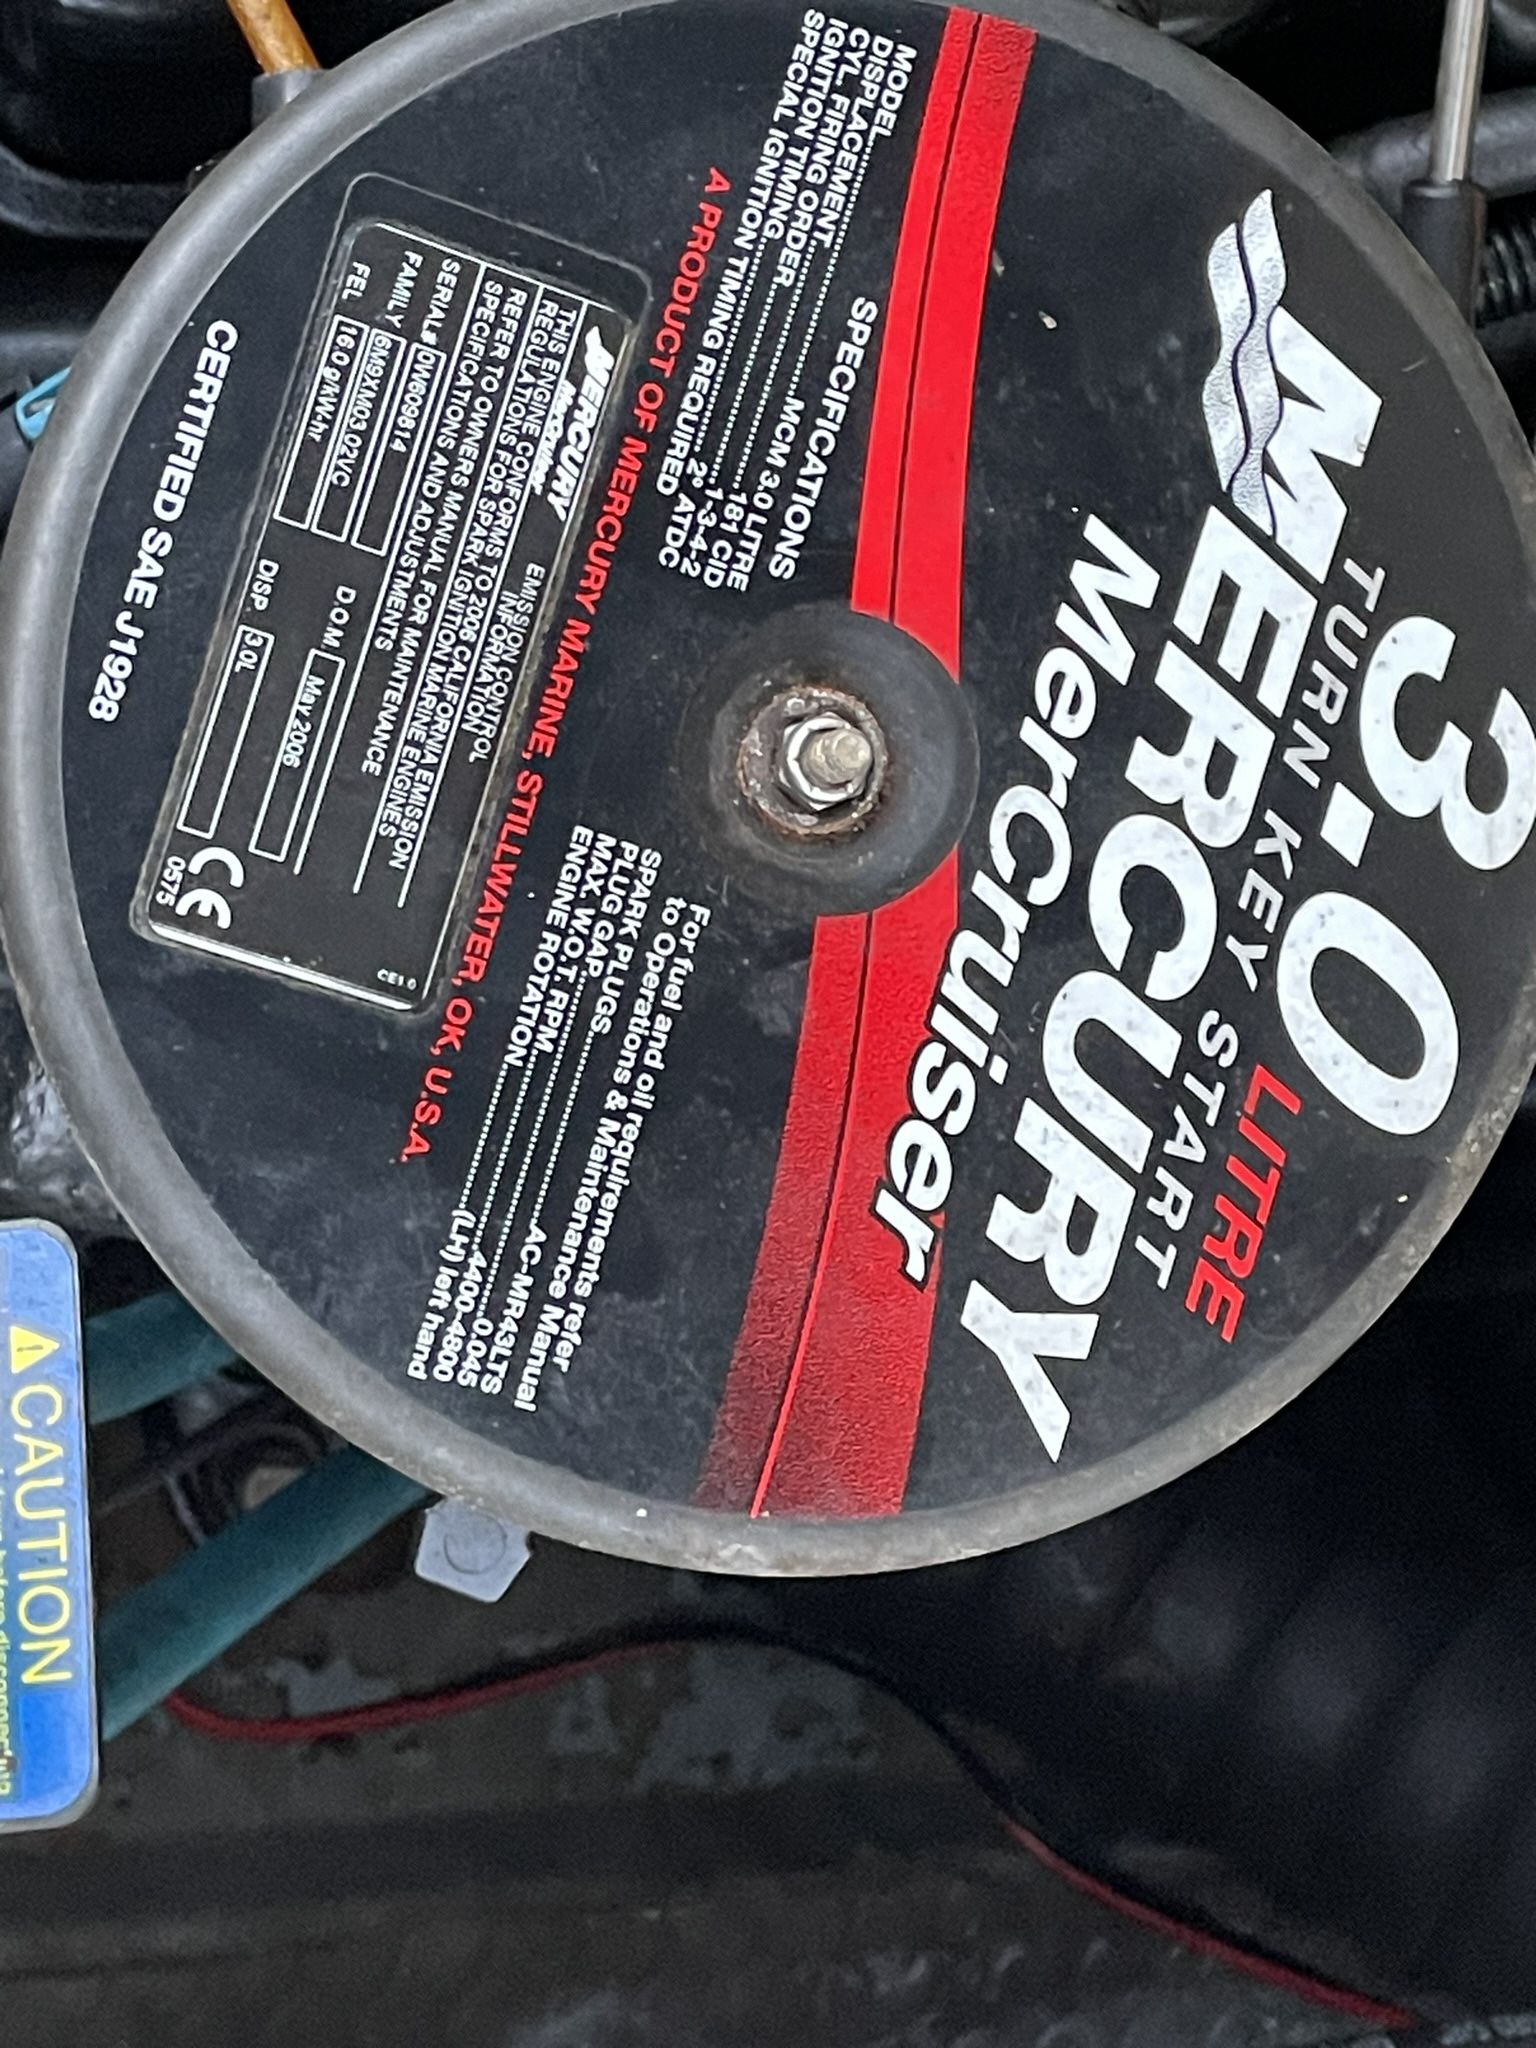 3.0 LITRE
TURN KEY START
MERCURY
MerCruiser
SPECIFICATIONS
MODEL MCM 3.0 LITRE
DISPLACEMENT 181 CID
CYL. FIRING ORDER 1-3-4-2
IGNITION TIMING 2° ATDC
SPECIAL IGNITION TIMING REQUIRED
For fuel and oil requirements refer
to Operations & Maintenance Manual
SPARK PLUGS AC-MR43LTS
PLUG GAP 0.045
MAX. W.O.T. RPM 4400-4800
ENGINE ROTATION (LH) left hand
A PRODUCT OF MERCURY MARINE, STILLWATER, OK, U.S.A.
MERCURY
MerCruiser
EMISSION CONTROL
INFORMATION
THIS ENGINE CONFORMS TO 2006 CALIFORNIA EMISSION
REGULATIONS FOR SPARK IGNITION MARINE ENGINES
REFER TO OWNERS MANUAL FOR MAINTENANCE
SPECIFICATIONS AND ADJUSTMENTS
SERIAL# 0W609814
FAMILY 6M9XM03.02VC D.O.M. May 2006
FEL 16.0 g/kW-hr DISP. 3.0L
CE
0575
CE10
CERTIFIED SAE J1928
CAUTION